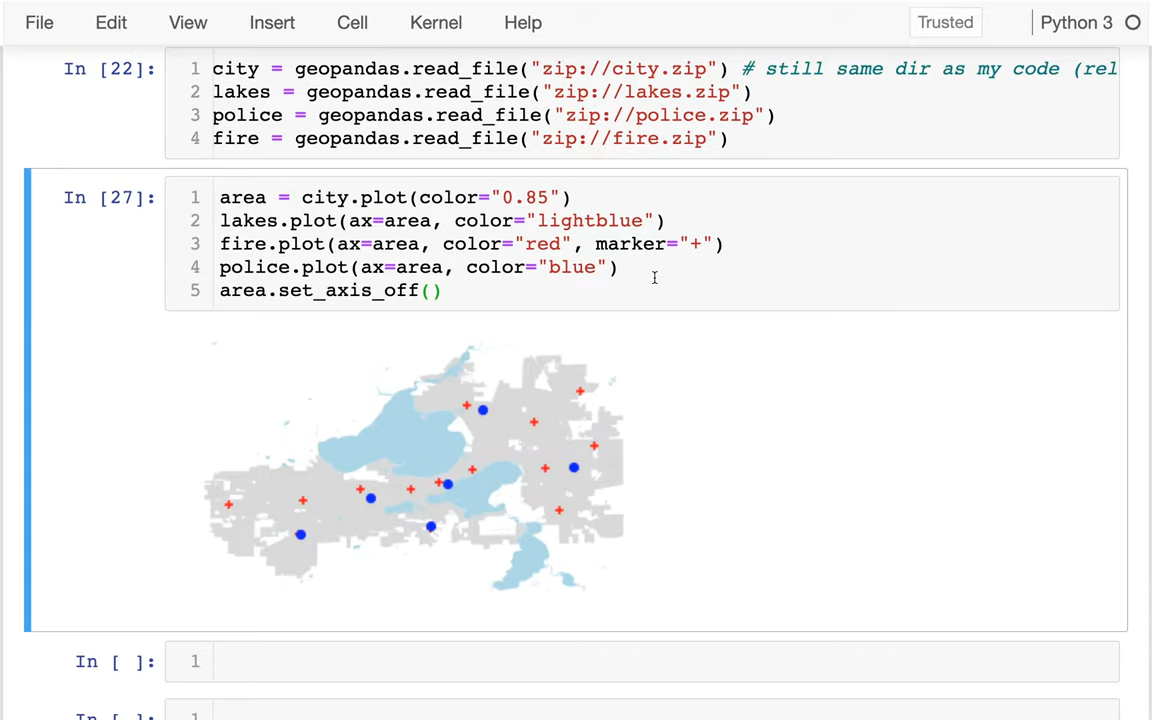 File Edit View Insert Cell Kernel Help Trusted Python 3
In [22]:
1 city = geopandas.read_file("zip://city.zip") # still same dir as my code (rel
2 lakes = geopandas.read_file("zip://lakes.zip")
3 police = geopandas.read_file("zip://police.zip")
4 fire = geopandas.read_file("zip://fire.zip")
In [27]:
1 area = city.plot(color="0.85")
2 lakes.plot(ax=area, color="lightblue")
3 fire.plot(ax=area, color="red", marker="+")
4 police.plot(ax=area, color="blue")
5 area.set_axis_off()
In [ ]: 1
In [ ]: 1